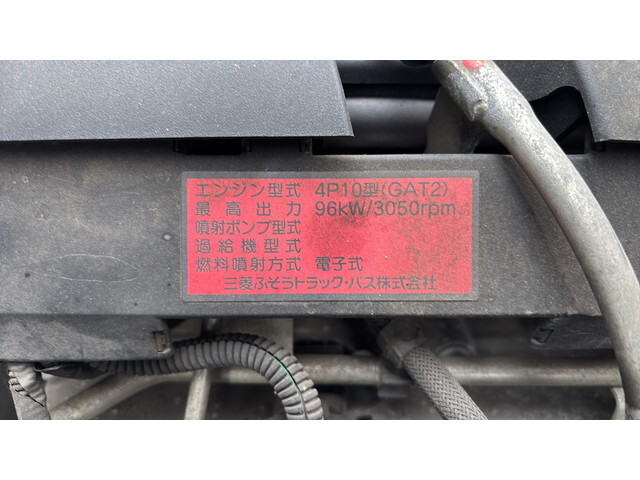 エンジン型式 4P10型(GAT2)
最高出力 96kW/3050rpm
噴射ポンプ型式
過給機型式
燃料噴射方式 電子式
三菱ふそうトラック・バス株式会社